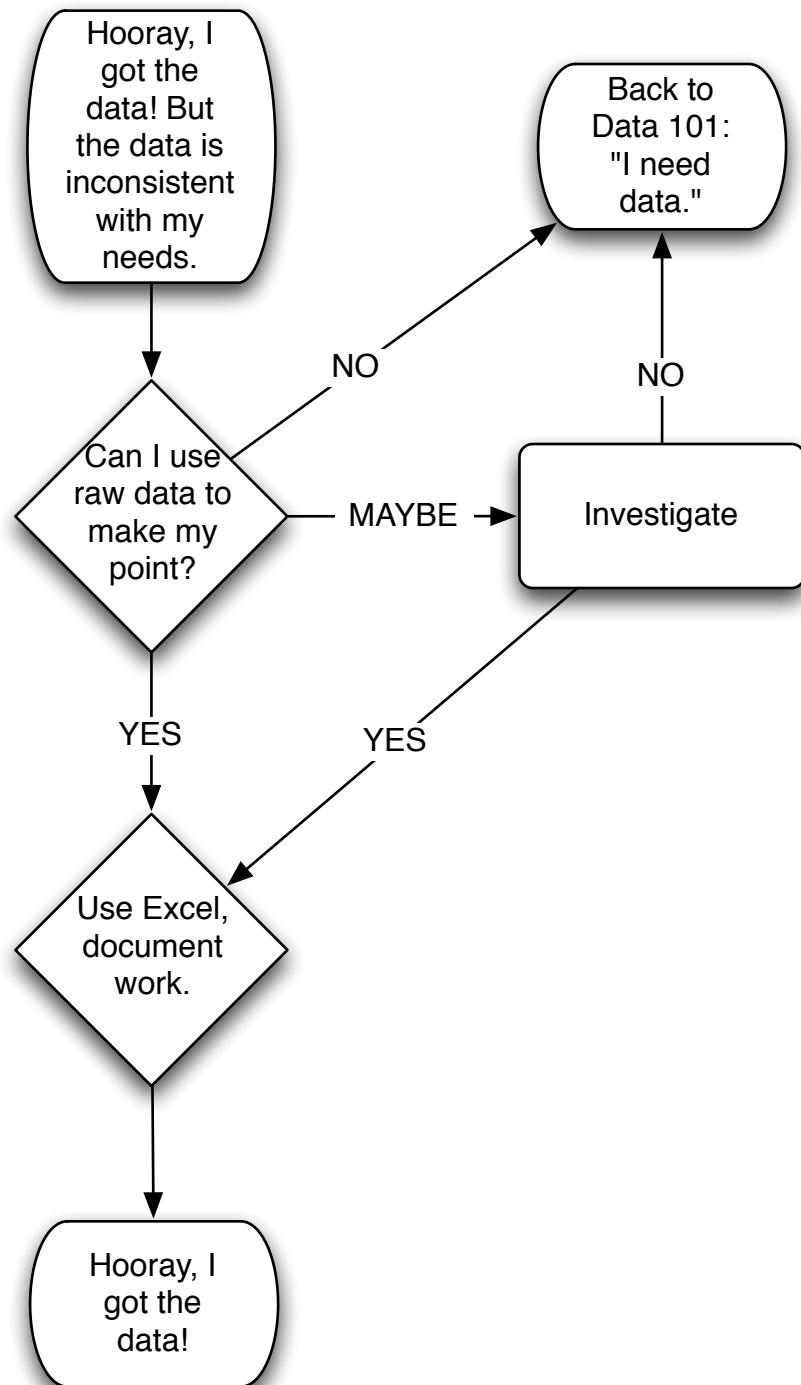 Hooray, I
got the
data! But
the data is
inconsistent
with my
needs.
Back to
Data 101:
"I need
data."
NO
NO
Can I use
raw data to
make my
point?
MAYBE
Investigate
YES
YES
Use Excel,
document
work.
Hooray, I
got the
data!